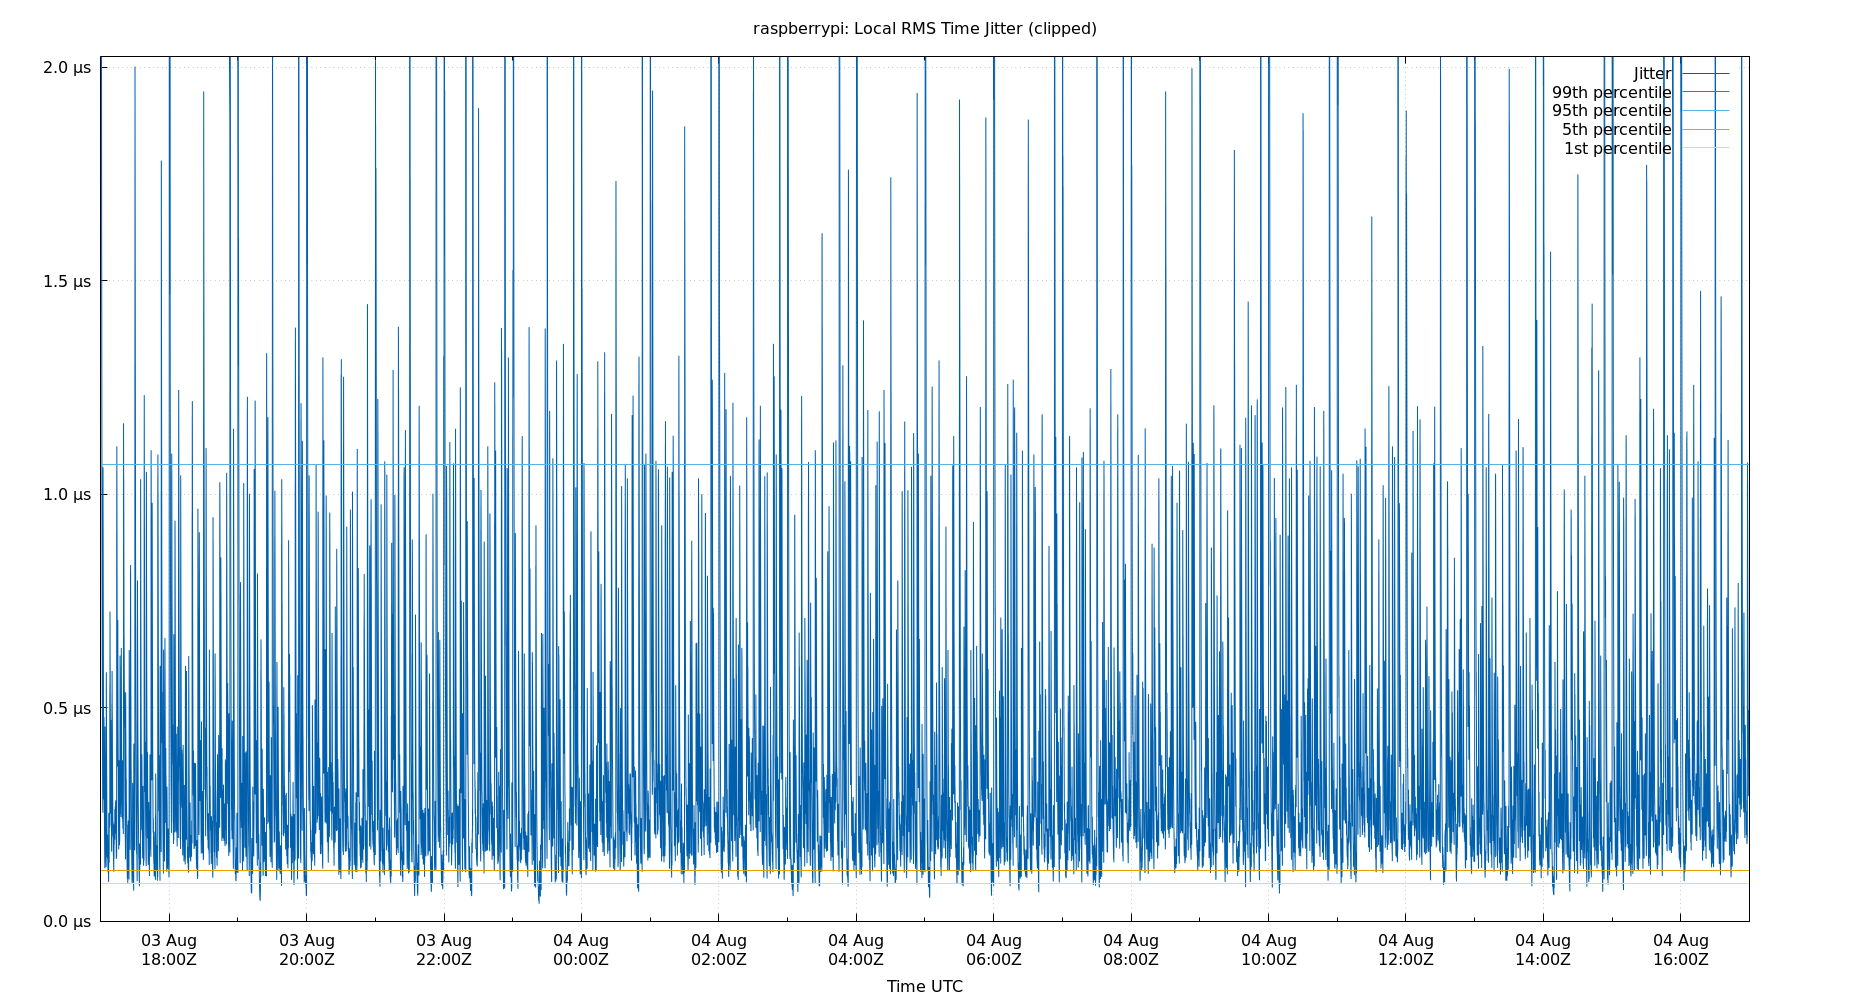 raspberrypi: Local RMS Time Jitter (clipped)
2.0 µs
1.5 µs
1.0 µs
0.5 µs
0.0 µs
Jitter
99th percentile
95th percentile
5th percentile
1st percentile
03 Aug 03 Aug 03 Aug 04 Aug 04 Aug 04 Aug 04 Aug 04 Aug 04 Aug 04 Aug 04 Aug 04 Aug
18:00Z 20:00Z 22:00Z 00:00Z 02:00Z 04:00Z 06:00Z 08:00Z 10:00Z 12:00Z 14:00Z 16:00Z
Time UTC